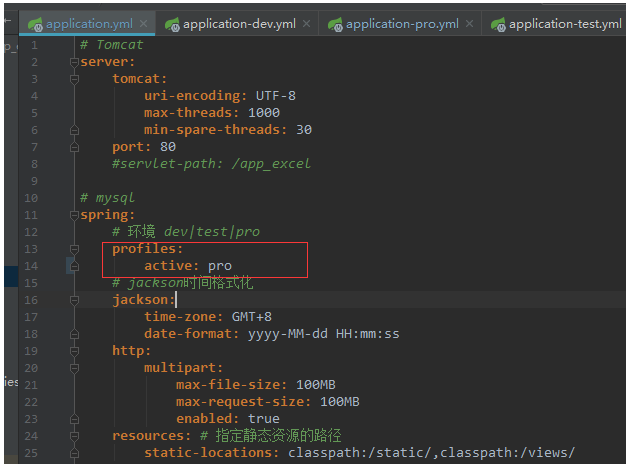 application.yml × application-dev.yml × application-pro.yml × application-test.yml
1 # Tomcat
2 server:
3 tomcat:
4 uri-encoding: UTF-8
5 max-threads: 1000
6 min-spare-threads: 30
7 port: 80
8 #servlet-path: /app_excel
9
10 # mysql
11 spring:
12 # 环境 dev|test|pro
13 profiles:
14 active: pro
15 # jackson时间格式化
16 jackson:
17 time-zone: GMT+8
18 date-format: yyyy-MM-dd HH:mm:ss
19 http:
20 multipart:
21 max-file-size: 100MB
22 max-request-size: 100MB
23 enabled: true
24 resources: # 指定静态资源的路径
25 static-locations: classpath:/static/,classpath:/views/